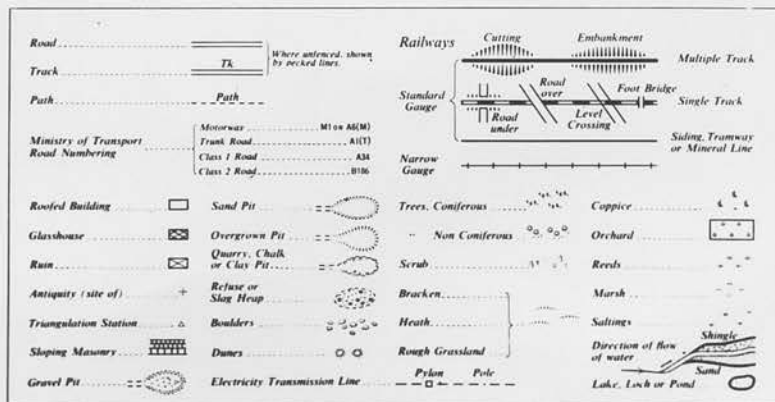 Road
Track
Tk
Where unfenced, shown
by pecked lines.
Path
Path
Ministry of Transport
Road Numbering
Motorway M1 or A6(M)
Trunk Road A1(T)
Class 1 Road A34
Class 2 Road B186
Railways
Cutting
Embankment
Multiple Track
Standard
Gauge
Road
over
Foot Bridge
Single Track
Road
under
Level
Crossing
Siding, Tramway
or Mineral Line
Narrow
Gauge
Roofed Building
Glasshouse
Ruin
Antiquity (site of)
Triangulation Station
Sloping Masonry
Gravel Pit
Sand Pit
Overgrown Pit
Quarry, Chalk
or Clay Pit
Refuse or
Slag Heap
Boulders
Dunes
Electricity Transmission Line
Pylon
Pole
Trees, Coniferous
,, Non Coniferous
Scrub
Bracken
Heath
Rough Grassland
Coppice
Orchard
Reeds
Marsh
Saltings
Shingle
Direction of flow
of water
Sand
Lake, Loch or Pond